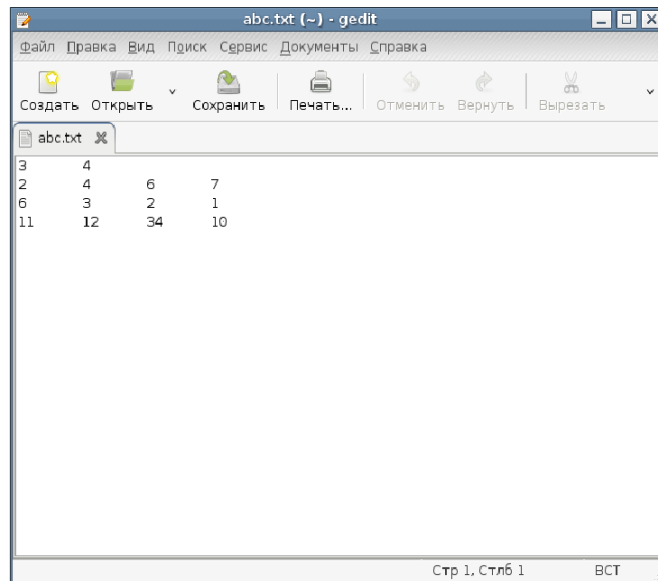 abc.txt (~) - gedit
Файл Правка Вид Поиск Сервис Документы Справка
Создать Открыть Сохранить Печать... Отменить Вернуть Вырезать
abc.txt
3 4
2 4 6 7
6 3 2 1
11 12 34 10
Стр 1, Стлб 1 ВСТ